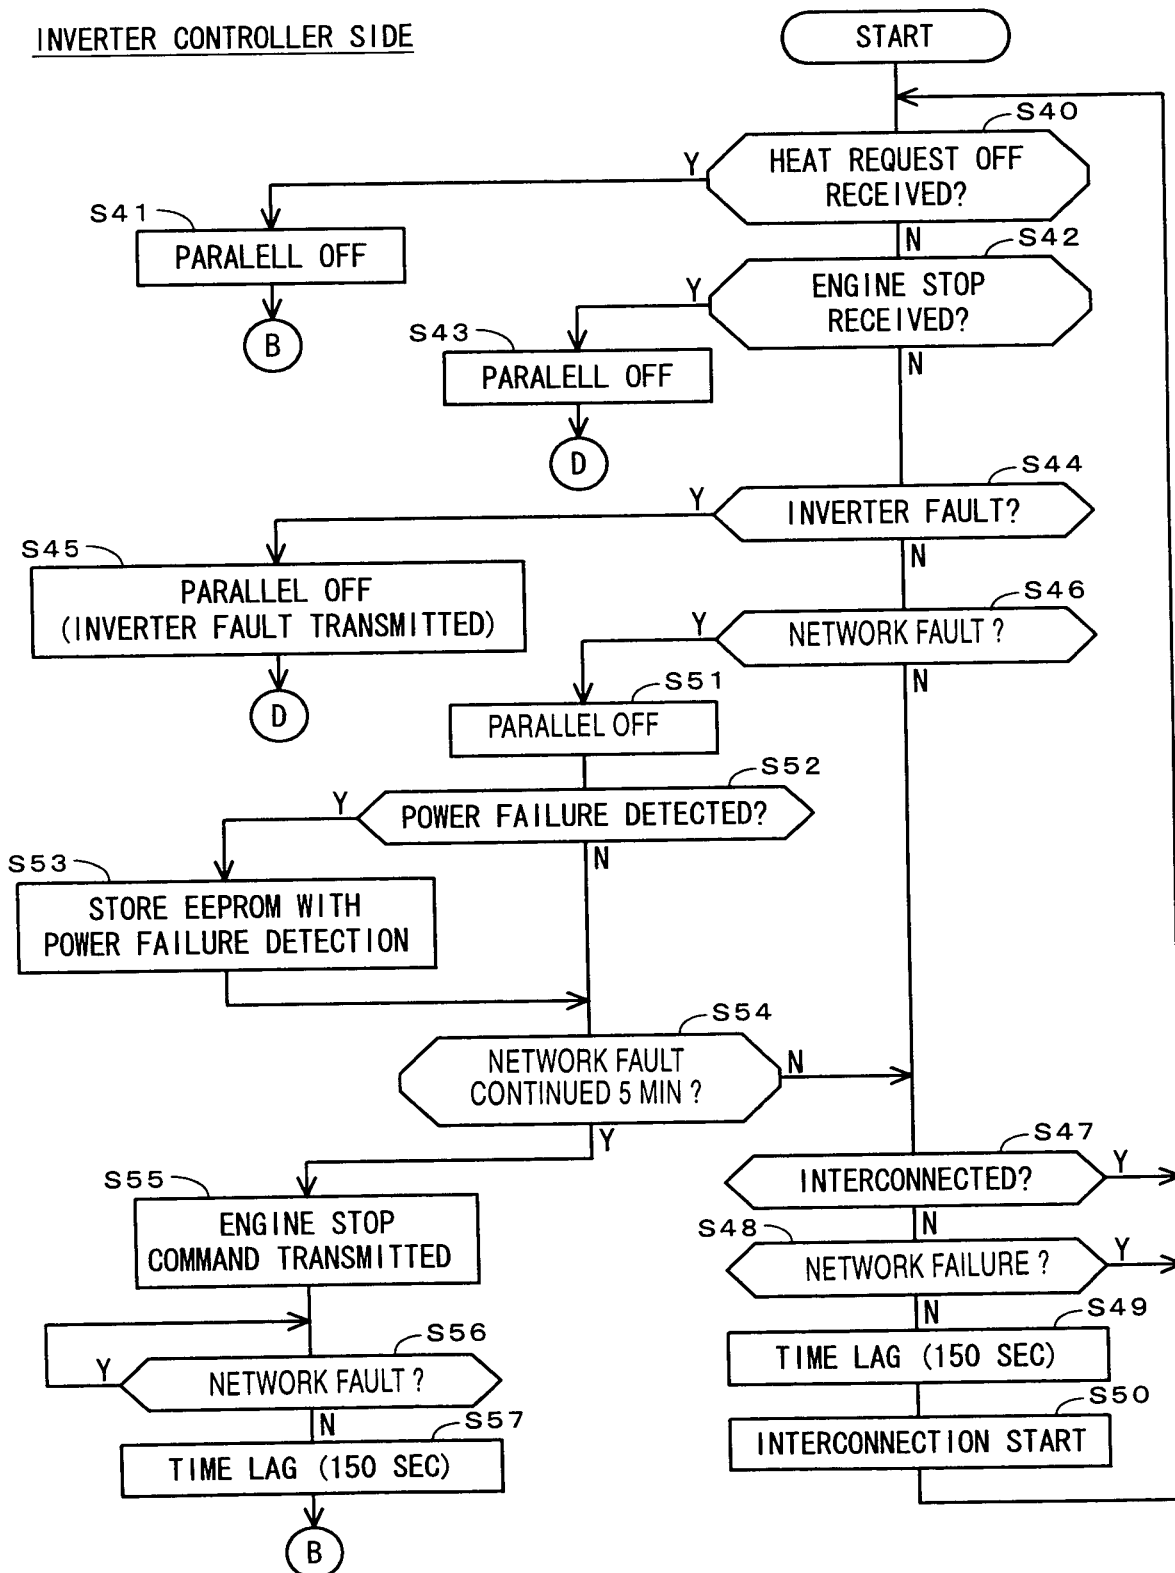 INVERTER CONTROLLER SIDE
START
S40
HEAT REQUEST OFF
RECEIVED?
Y
N
S41
PARALELL OFF
B
S42
ENGINE STOP
RECEIVED?
Y
N
S43
PARALELL OFF
D
S44
INVERTER FAULT?
Y
N
S45
PARALLEL OFF
(INVERTER FAULT TRANSMITTED)
D
S46
NETWORK FAULT ?
Y
N
S51
PARALLEL OFF
S52
POWER FAILURE DETECTED?
Y
N
S53
STORE EEPROM WITH
POWER FAILURE DETECTION
S54
NETWORK FAULT
CONTINUED 5 MIN ?
N
Y
S47
INTERCONNECTED?
Y
N
S55
ENGINE STOP
COMMAND TRANSMITTED
S48
NETWORK FAILURE ?
Y
N
S49
TIME LAG (150 SEC)
S56
NETWORK FAULT ?
Y
N
S50
INTERCONNECTION START
S57
TIME LAG (150 SEC)
B